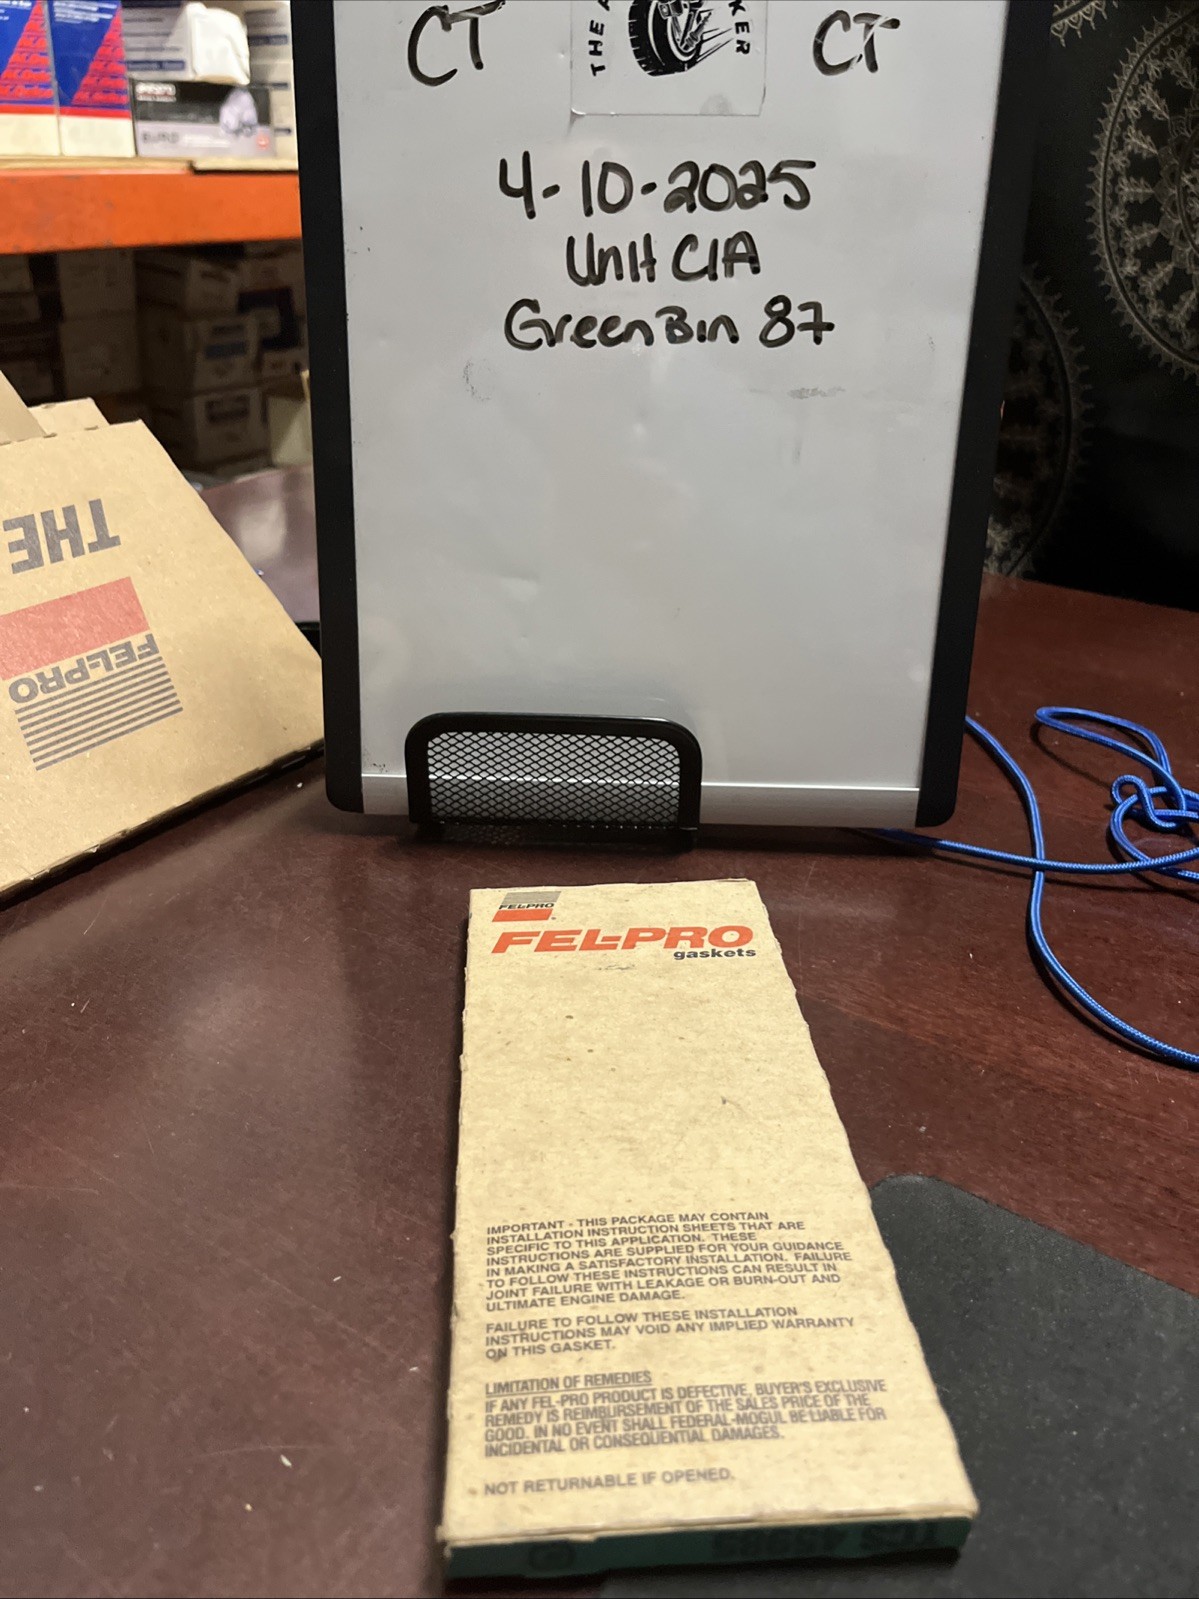 CT
CT
THE A
KER
4-10-2025
Unit C1A
Green Bin 87
THE
FEL-PRO
EURO
FEL-PRO
FEL-PRO
gaskets
IMPORTANT - THIS PACKAGE MAY CONTAIN
INSTALLATION INSTRUCTION SHEETS THAT ARE
SPECIFIC TO THIS APPLICATION. THESE
INSTRUCTIONS ARE SUPPLIED FOR YOUR GUIDANCE
IN MAKING A SATISFACTORY INSTALLATION. FAILURE
TO FOLLOW THESE INSTRUCTIONS CAN RESULT IN
JOINT FAILURE WITH LEAKAGE OR BURN-OUT AND
ULTIMATE ENGINE DAMAGE.
FAILURE TO FOLLOW THESE INSTALLATION
INSTRUCTIONS MAY VOID ANY IMPLIED WARRANTY
ON THIS GASKET.
LIMITATION OF REMEDIES
IF ANY FEL-PRO PRODUCT IS DEFECTIVE, BUYER'S EXCLUSIVE
REMEDY IS REIMBURSEMENT OF THE SALES PRICE OF THE
GOOD. IN NO EVENT SHALL FEDERAL-MOGUL BE LIABLE FOR
INCIDENTAL OR CONSEQUENTIAL DAMAGES.
NOT RETURNABLE IF OPENED.